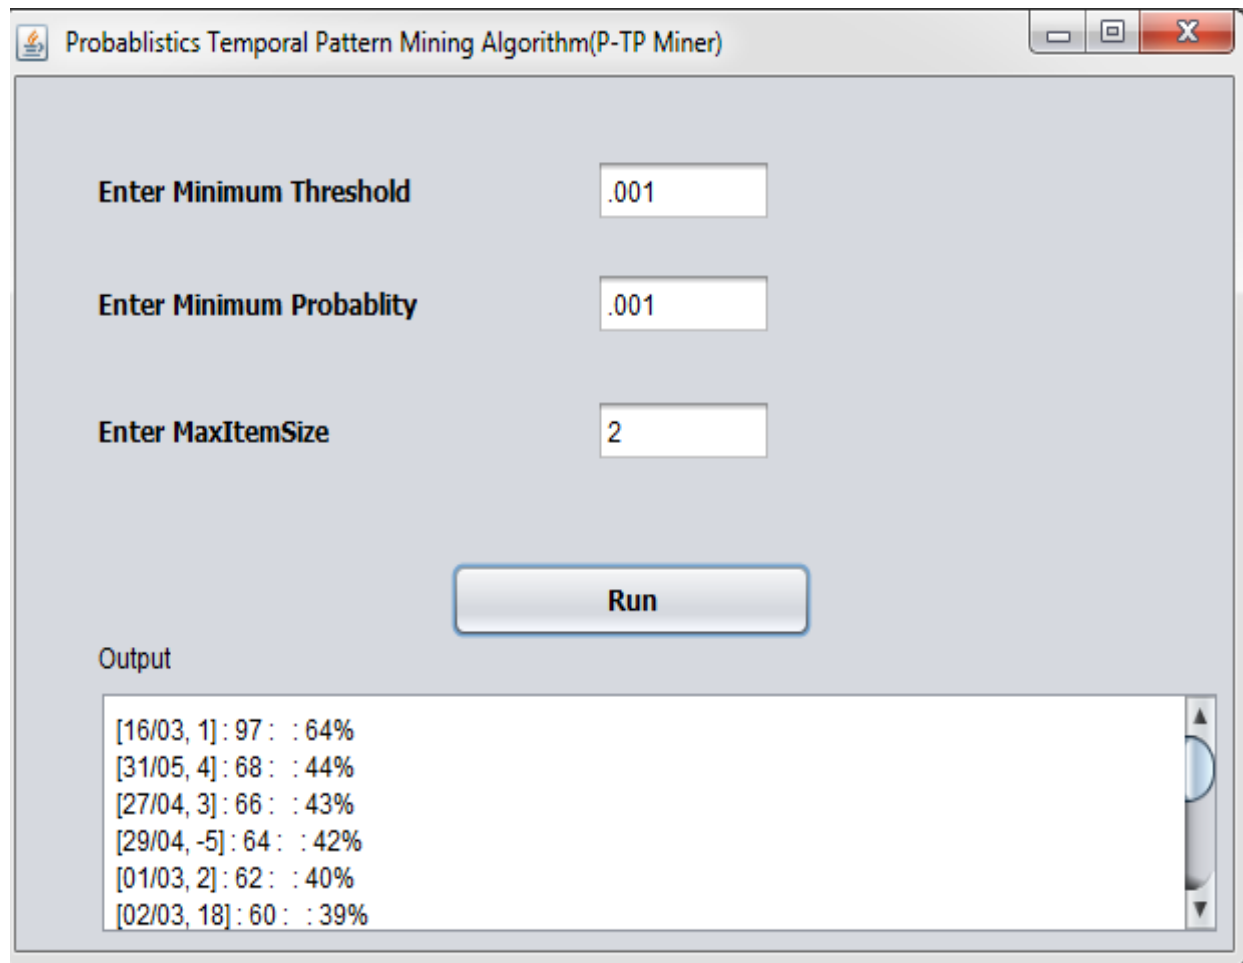 Probablistics Temporal Pattern Mining Algorithm(P-TP Miner)
Enter Minimum Threshold .001
Enter Minimum Probablity .001
Enter MaxItemSize 2
Run
Output
[16/03, 1] : 97 :  : 64%
[31/05, 4] : 68 :  : 44%
[27/04, 3] : 66 :  : 43%
[29/04, -5] : 64 :  : 42%
[01/03, 2] : 62 :  : 40%
[02/03, 18] : 60 :  : 39%